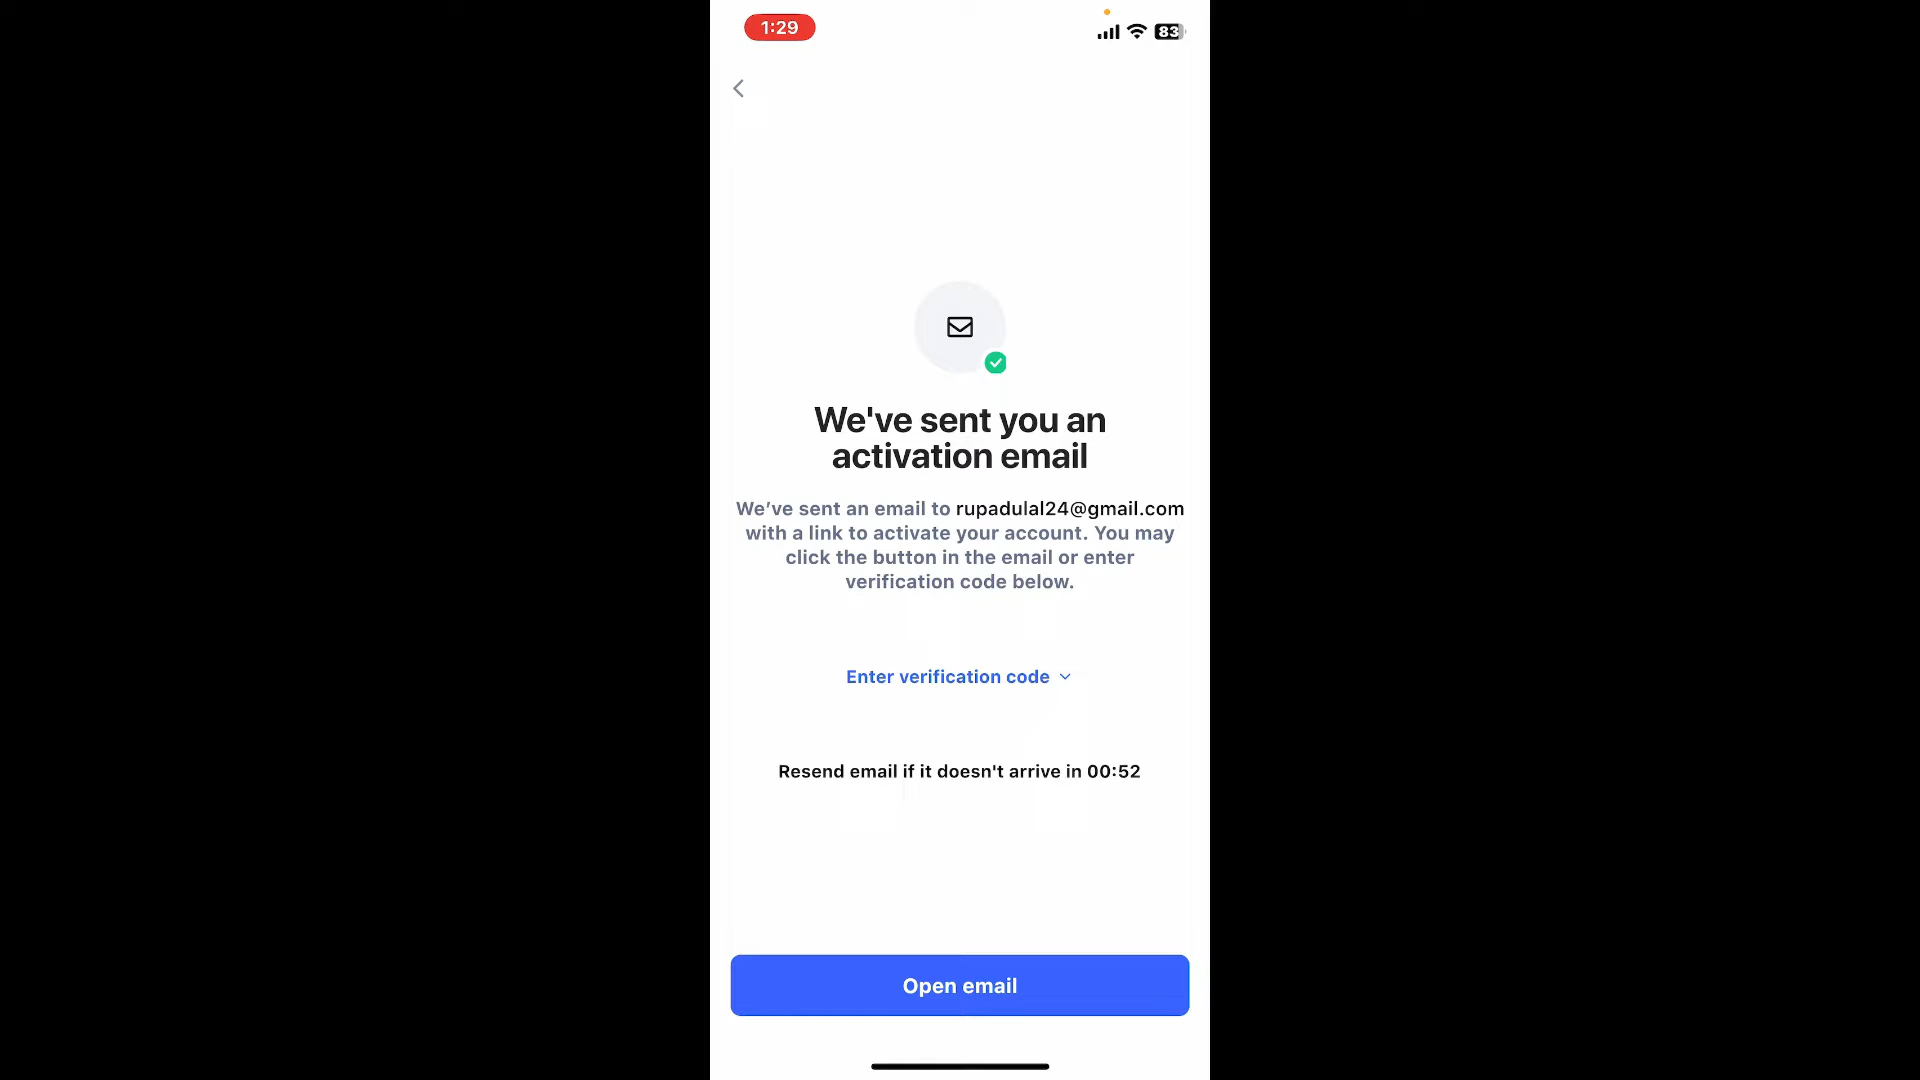 1:29
83
We've sent you an
activation email
We’ve sent an email to rupadulal24@gmail.com
with a link to activate your account. You may
click the button in the email or enter
verification code below.
Enter verification code
Resend email if it doesn't arrive in 00:52
Open email